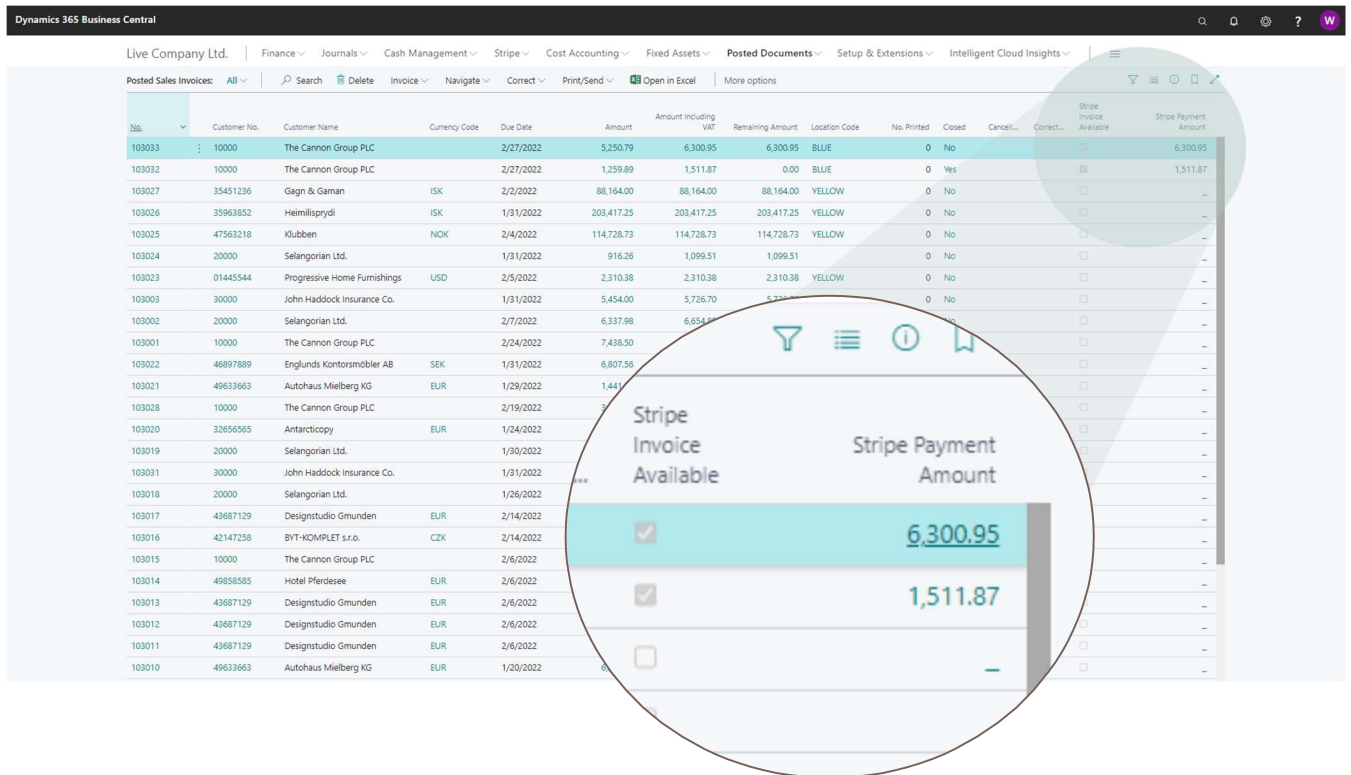 Dynamics 365 Business Central
? W
Live Company Ltd. Finance Journals Cash Management Stripe Cost Accounting Fixed Assets Posted Documents Setup & Extensions Intelligent Cloud Insights
Posted Sales Invoices: All Search Delete Invoice Navigate Correct Print/Send Open in Excel More options
No. Customer No. Customer Name Currency Code Due Date Amount Amount Including VAT Remaining Amount Location Code No. Printed Closed Cancell... Correct... Stripe Invoice Available Stripe Payment Amount
103033 10000 The Cannon Group PLC 2/27/2022 5,250.79 6,300.95 6,300.95 BLUE 0 No 6,300.95
103032 10000 The Cannon Group PLC 2/27/2022 1,259.89 1,511.87 0.00 BLUE 0 Yes 1,511.87
103027 35451236 Gagn & Gaman ISK 2/2/2022 88,164.00 88,164.00 88,164.00 YELLOW 0 No _
103026 35963852 Heimilisprydi ISK 1/31/2022 203,417.25 203,417.25 203,417.25 YELLOW 0 No _
103025 47563218 Klubben NOK 2/4/2022 114,728.73 114,728.73 114,728.73 YELLOW 0 No _
103024 20000 Selangorian Ltd. 1/31/2022 916.26 1,099.51 1,099.51 0 No _
103023 01445544 Progressive Home Furnishings USD 2/5/2022 2,310.38 2,310.38 2,310.38 YELLOW 0 No _
103003 30000 John Haddock Insurance Co. 1/31/2022 5,454.00 5,726.70 0 No _
103002 20000 Selangorian Ltd. 2/7/2022 6,337.98 No _
103001 10000 The Cannon Group PLC 2/24/2022 7,438.50 _
103022 46897889 Englunds Kontorsmöbler AB SEK 1/31/2022 6,807.56 _
103021 49633663 Autohaus Mielberg KG EUR 1/29/2022 _
103028 10000 The Cannon Group PLC 2/19/2022 _
103020 32656565 Antarcticopy EUR 1/24/2022 _
103019 20000 Selangorian Ltd. 1/30/2022 _
103031 30000 John Haddock Insurance Co. 1/31/2022 _
103018 20000 Selangorian Ltd. 1/26/2022 _
103017 43687129 Designstudio Gmunden EUR 2/14/2022 _
103016 42147258 BYT-KOMPLET s.r.o. CZK 2/14/2022 _
103015 10000 The Cannon Group PLC 2/6/2022 _
103014 49858585 Hotel Pferdesee EUR 2/6/2022 _
103013 43687129 Designstudio Gmunden EUR 2/6/2022 _
103012 43687129 Designstudio Gmunden EUR 2/6/2022 _
103011 43687129 Designstudio Gmunden EUR 2/6/2022 _
103010 49633663 Autohaus Mielberg KG EUR 1/20/2022 _
Stripe
Invoice Stripe Payment
... Available Amount
6,300.95
1,511.87
_